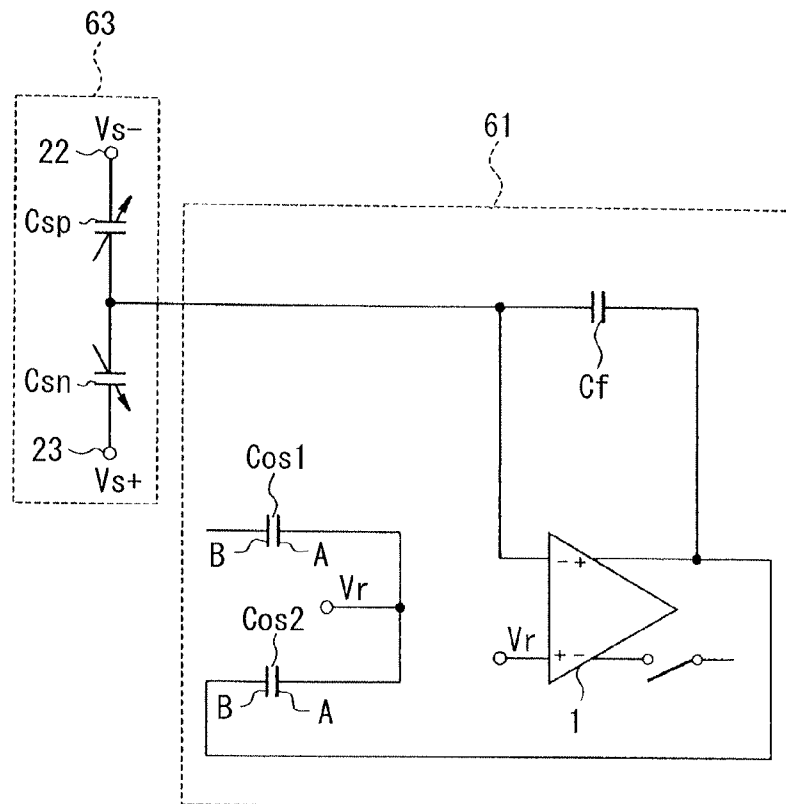 63
Vs-
22
Csp
Csn
23
Vs+
61
Cf
Cos1
B
A
Vr
Cos2
B
A
- +
Vr
+ -
1